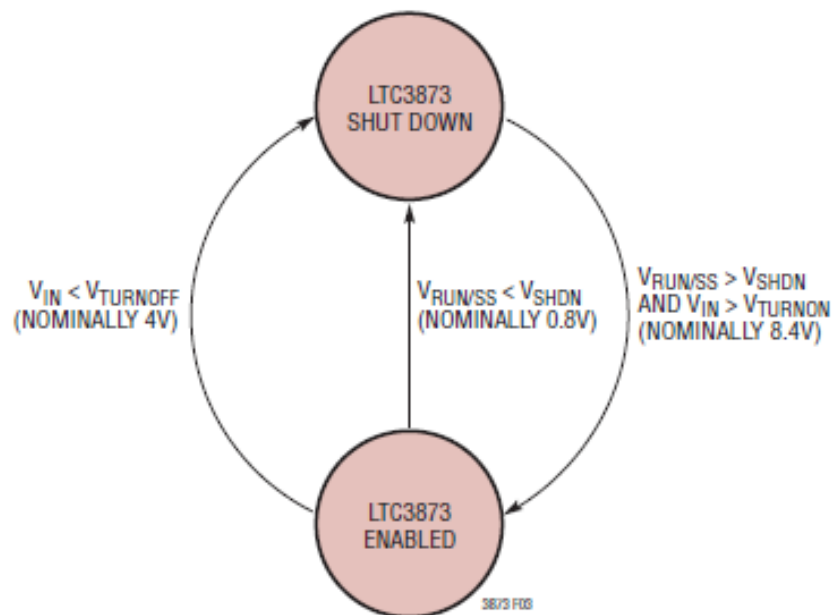 LTC3873
SHUT DOWN
VIN < VTURNOFF
(NOMINALLY 4V)
VRUN/SS < VSHDN
(NOMINALLY 0.8V)
VRUN/SS > VSHDN
AND VIN > VTURNON
(NOMINALLY 8.4V)
LTC3873
ENABLED
3873 F03